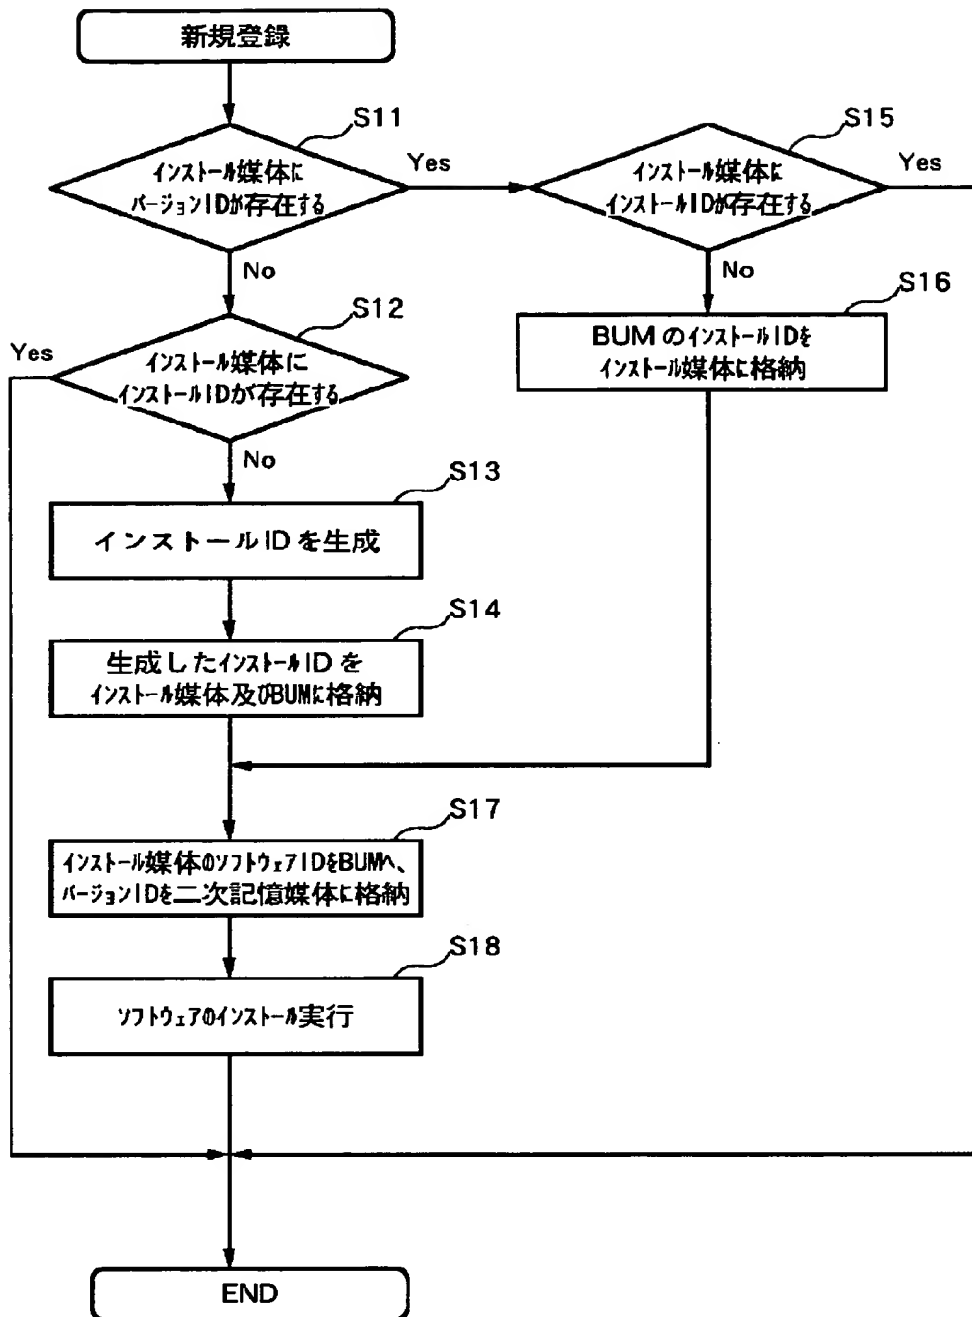 新規登録
S11
インストール媒体に
バージョンIDが存在する
Yes
No
S15
インストール媒体に
インストールIDが存在する
Yes
No
S16
BUMのインストールIDを
インストール媒体に格納
S12
Yes
インストール媒体に
インストールIDが存在する
No
S13
インストールIDを生成
S14
生成したインストールIDを
インストール媒体及びBUMに格納
S17
インストール媒体のソフトウェアIDをBUMへ、
バージョンIDを二次記憶媒体に格納
S18
ソフトウェアのインストール実行
END